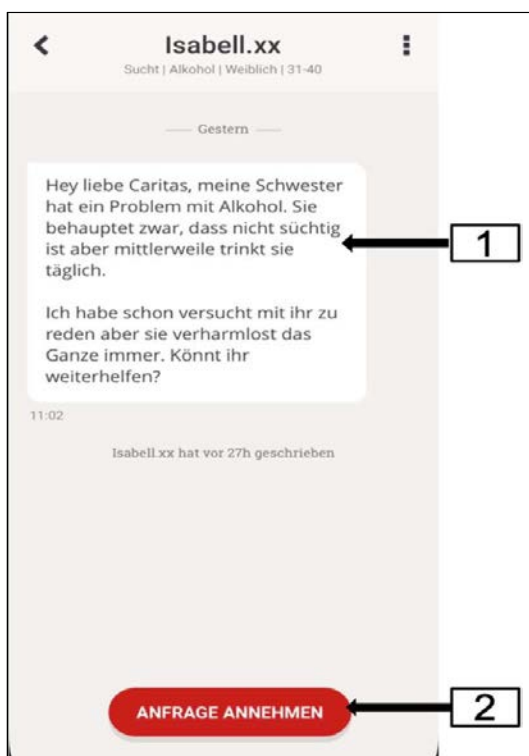 Isabell.xx
Sucht | Alkohol | Weiblich | 31-40
Gestern
Hey liebe Caritas, meine Schwester
hat ein Problem mit Alkohol. Sie
behauptet zwar, dass nicht süchtig
ist aber mittlerweile trinkt sie
täglich.
Ich habe schon versucht mit ihr zu
reden aber sie verharmlost das
Ganze immer. Könnt ihr
weiterhelfen?
1
11:02
Isabell.xx hat vor 27h geschrieben
ANFRAGE ANNEHMEN
2